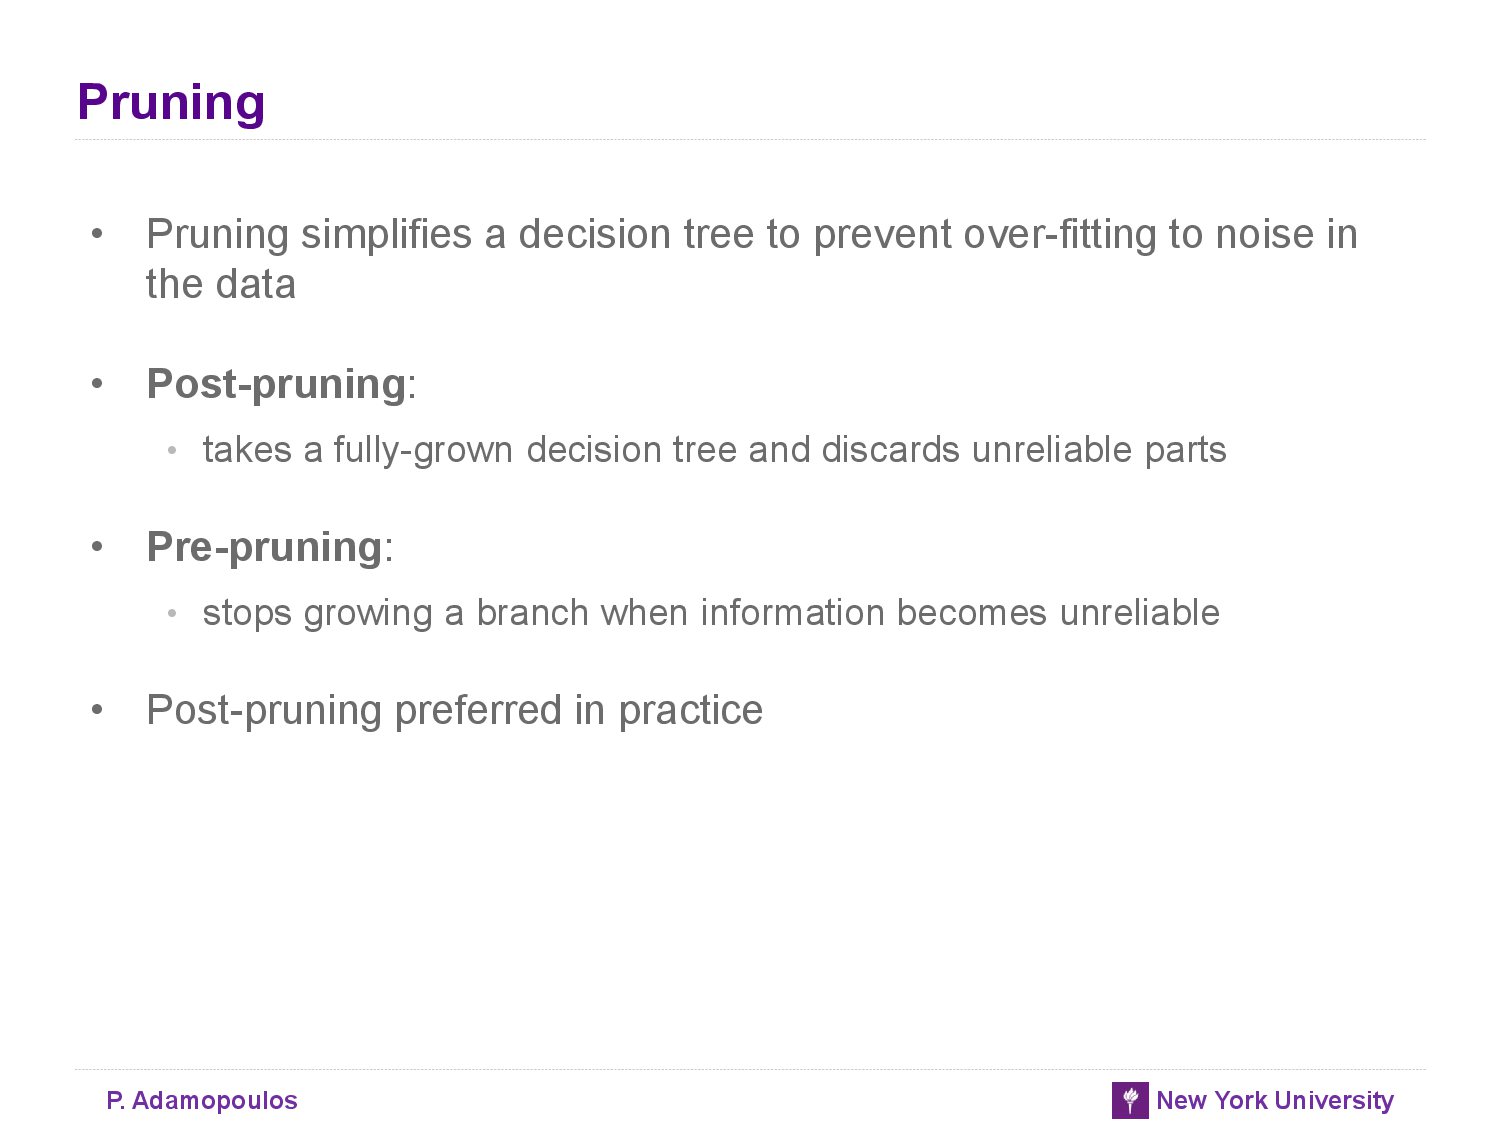 Pruning
• Pruning simplifies a decision tree to prevent over-fitting to noise in
the data
• Post-pruning:
• takes a fully-grown decision tree and discards unreliable parts
• Pre-pruning:
• stops growing a branch when information becomes unreliable
• Post-pruning preferred in practice
P. Adamopoulos
New York University